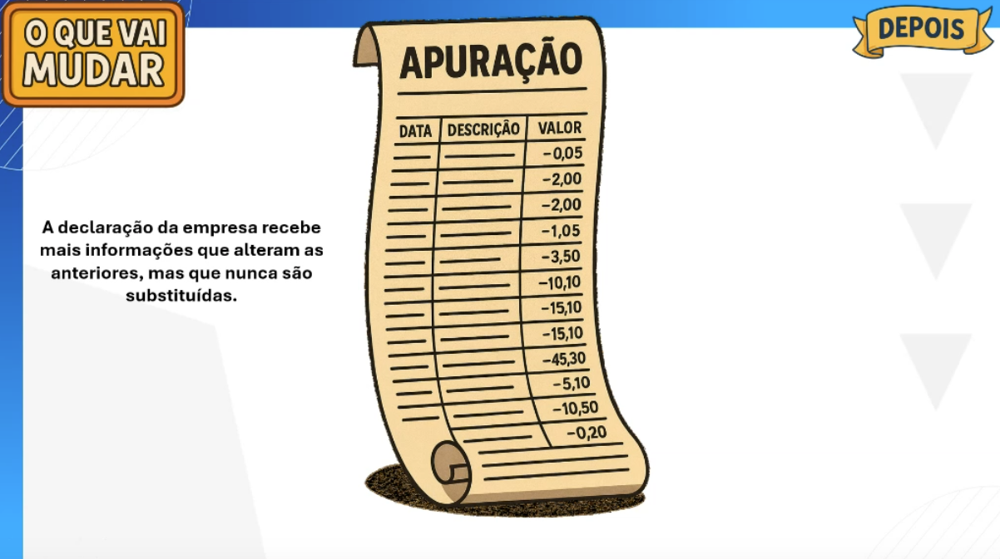 O QUE VAI
MUDAR
DEPOIS
A declaração da empresa recebe
mais informações que alteram as
anteriores, mas que nunca são
substituídas.
APURAÇÃO
DATA DESCRIÇÃO VALOR
-0,05
-2,00
-2,00
-1,05
-3,50
-10,10
-15,10
-15,10
-45,30
-5,10
-10,50
-0,20